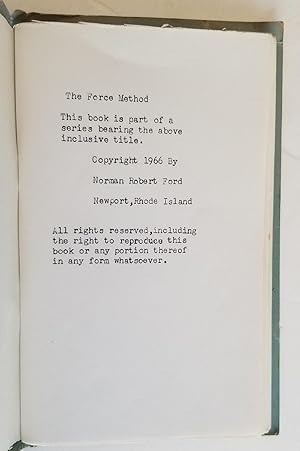 The Force Method
This book is part of a
series bearing the above
inclusive title.
Copyright 1966 By
Norman Robert Ford
Newport,Rhode Island
All rights reserved,including
the right to reproduce this
book or any portion thereof
in any form whatsoever.